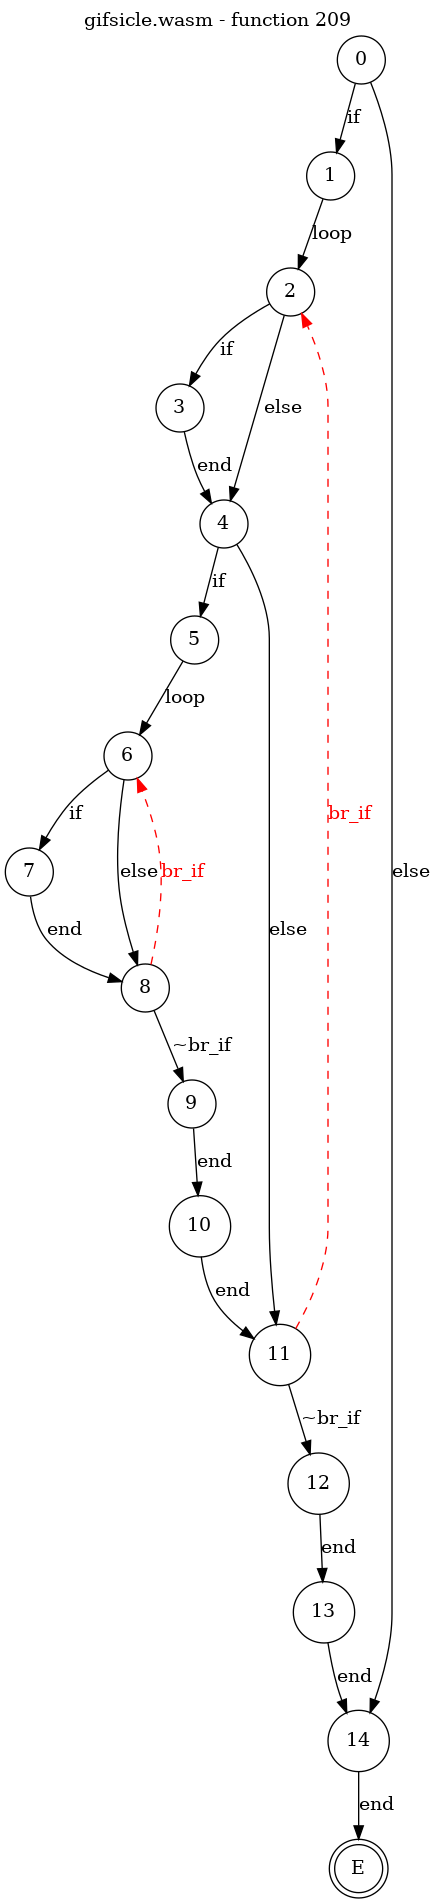 gifsicle.wasm - function 209
0
if
1
loop
2
if
else
3
end
4
if
5
loop
6
if
br_if
7
else
br_if
else
end
else
8
~br_if
9
end
10
end
11
~br_if
12
end
13
end
14
end
E